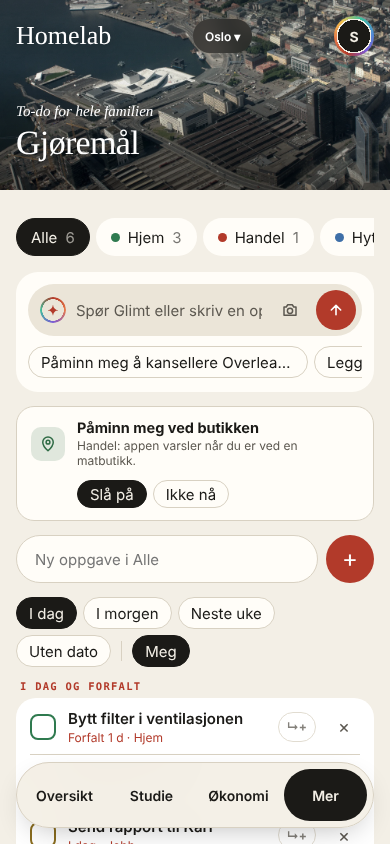 Homelab
Oslo ▾
S
To-do for hele familien
Gjøremål
Alle 6
Hjem 3
Handel 1
Hyt
Spør Glimt eller skriv en op
Påminn meg å kansellere Overlea...
Legg
Påminn meg ved butikken
Handel: appen varsler når du er ved en
matbutikk.
Slå på
Ikke nå
Ny oppgave i Alle
+
I dag
I morgen
Neste uke
Uten dato
Meg
I DAG OG FORFALT
Bytt filter i ventilasjonen
Forfalt 1 d · Hjem
Oversikt
Studie
Økonomi
Mer
Send rapport til Kari